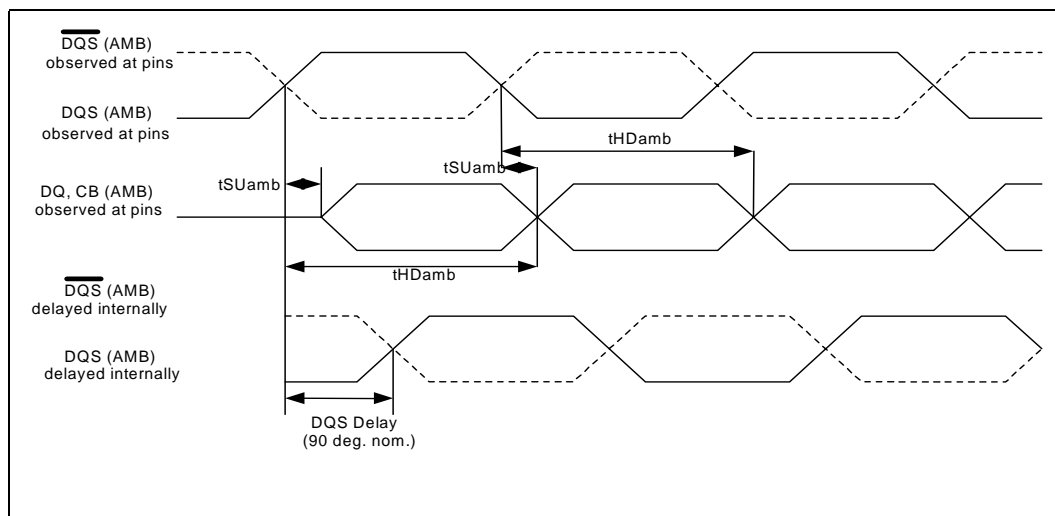 DQS (AMB)
observed at pins
DQS (AMB)
observed at pins
tHDamb
tSUamb
tSUamb
DQ, CB (AMB)
observed at pins
tHDamb
DQS (AMB)
delayed internally
DQS (AMB)
delayed internally
DQS Delay
(90 deg. nom.)